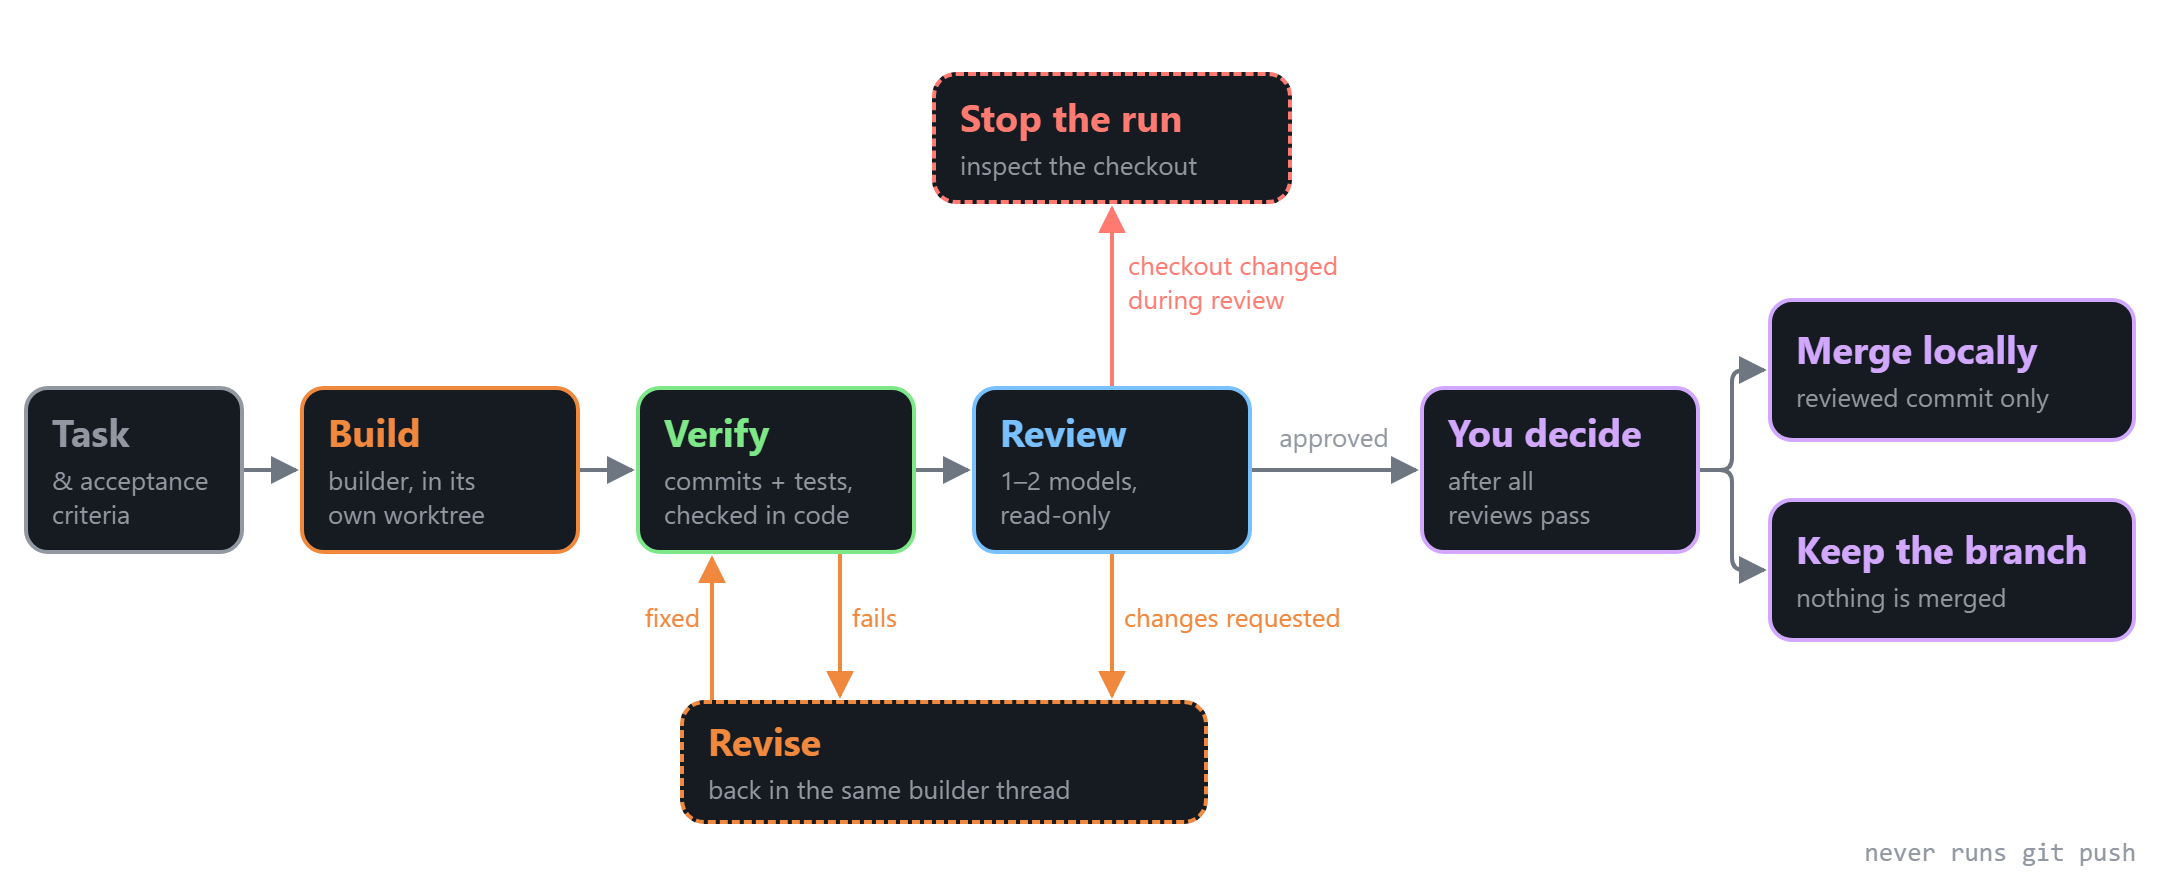 Stop the run
inspect the checkout
checkout changed
during review
Task
& acceptance
criteria
Build
builder, in its
own worktree
Verify
commits + tests,
checked in code
Review
1–2 models,
read-only
approved
You decide
after all
reviews pass
Merge locally
reviewed commit only
Keep the branch
nothing is merged
fixed
fails
changes requested
Revise
back in the same builder thread
never runs git push